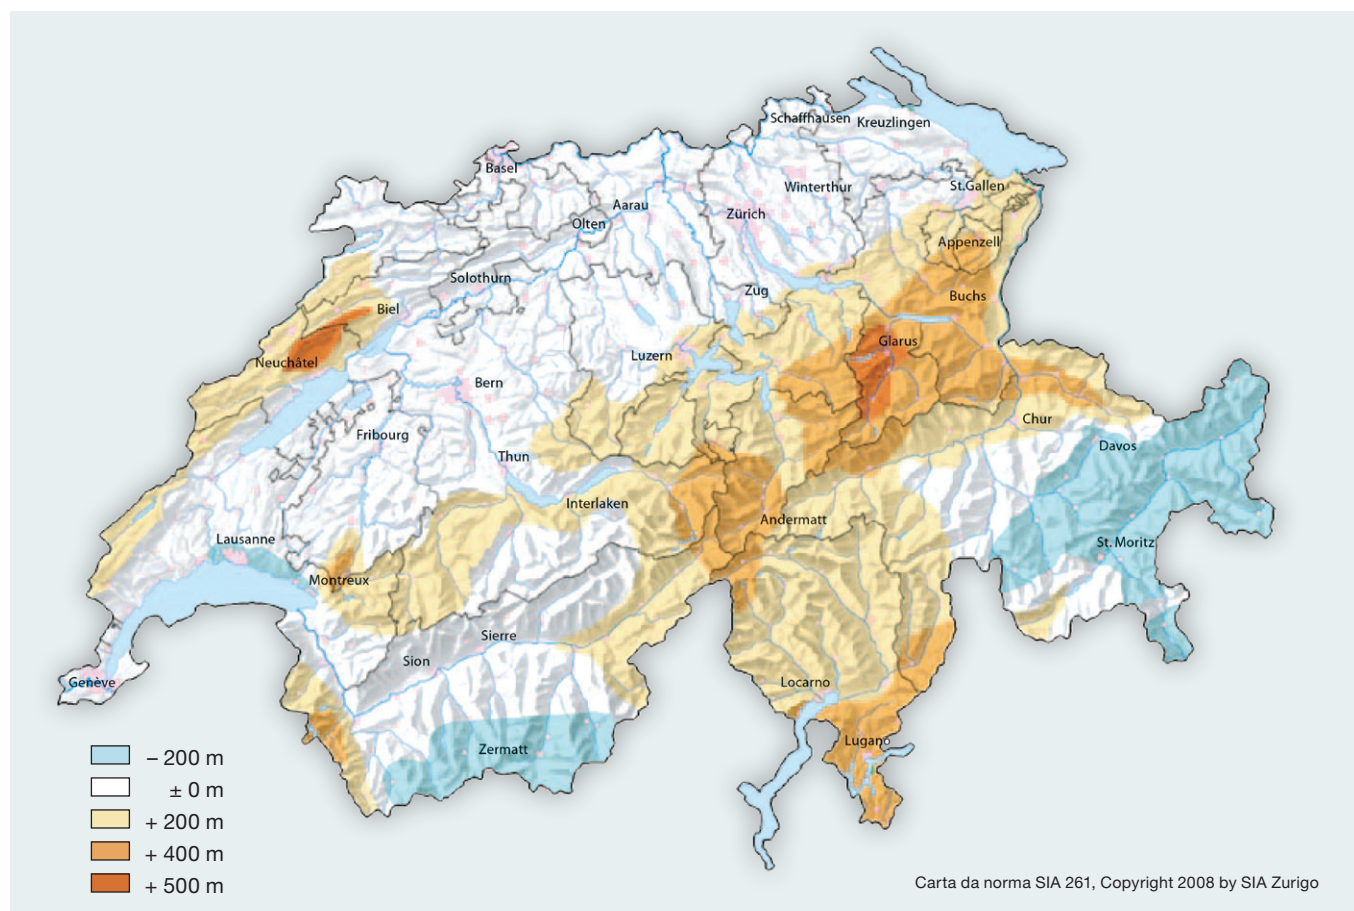 Schaffhausen
Kreuzlingen
Basel
Winterthur
St.Gallen
Aarau
Zürich
Olten
Appenzell
Solothurn
Zug
Buchs
Biel
Glarus
Luzern
Neuchâtel
Bern
Chur
Fribourg
Davos
Thun
Interlaken
Andermatt
Lausanne
St. Moritz
Montreux
Sierre
Sion
Genève
Locarno
Lugano
Zermatt
– 200 m
± 0 m
+ 200 m
+ 400 m
+ 500 m
Carta da norma SIA 261, Copyright 2008 by SIA Zurigo